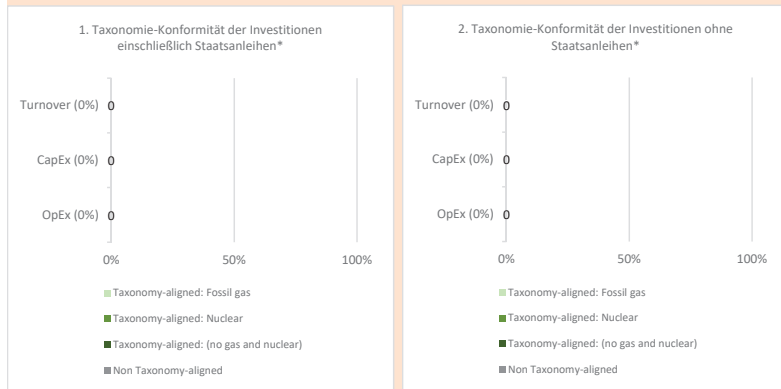 1. Taxonomie-Konformität der Investitionen
einschließlich Staatsanleihen*
Turnover (0%) 0
CapEx (0%) 0
OpEx (0%) 0
0% 50% 100%
Taxonomy-aligned: Fossil gas
Taxonomy-aligned: Nuclear
Taxonomy-aligned: (no gas and nuclear)
Non Taxonomy-aligned
2. Taxonomie-Konformität der Investitionen ohne
Staatsanleihen*
Turnover (0%) 0
CapEx (0%) 0
OpEx (0%) 0
0% 50% 100%
Taxonomy-aligned: Fossil gas
Taxonomy-aligned: Nuclear
Taxonomy-aligned: (no gas and nuclear)
Non Taxonomy-aligned